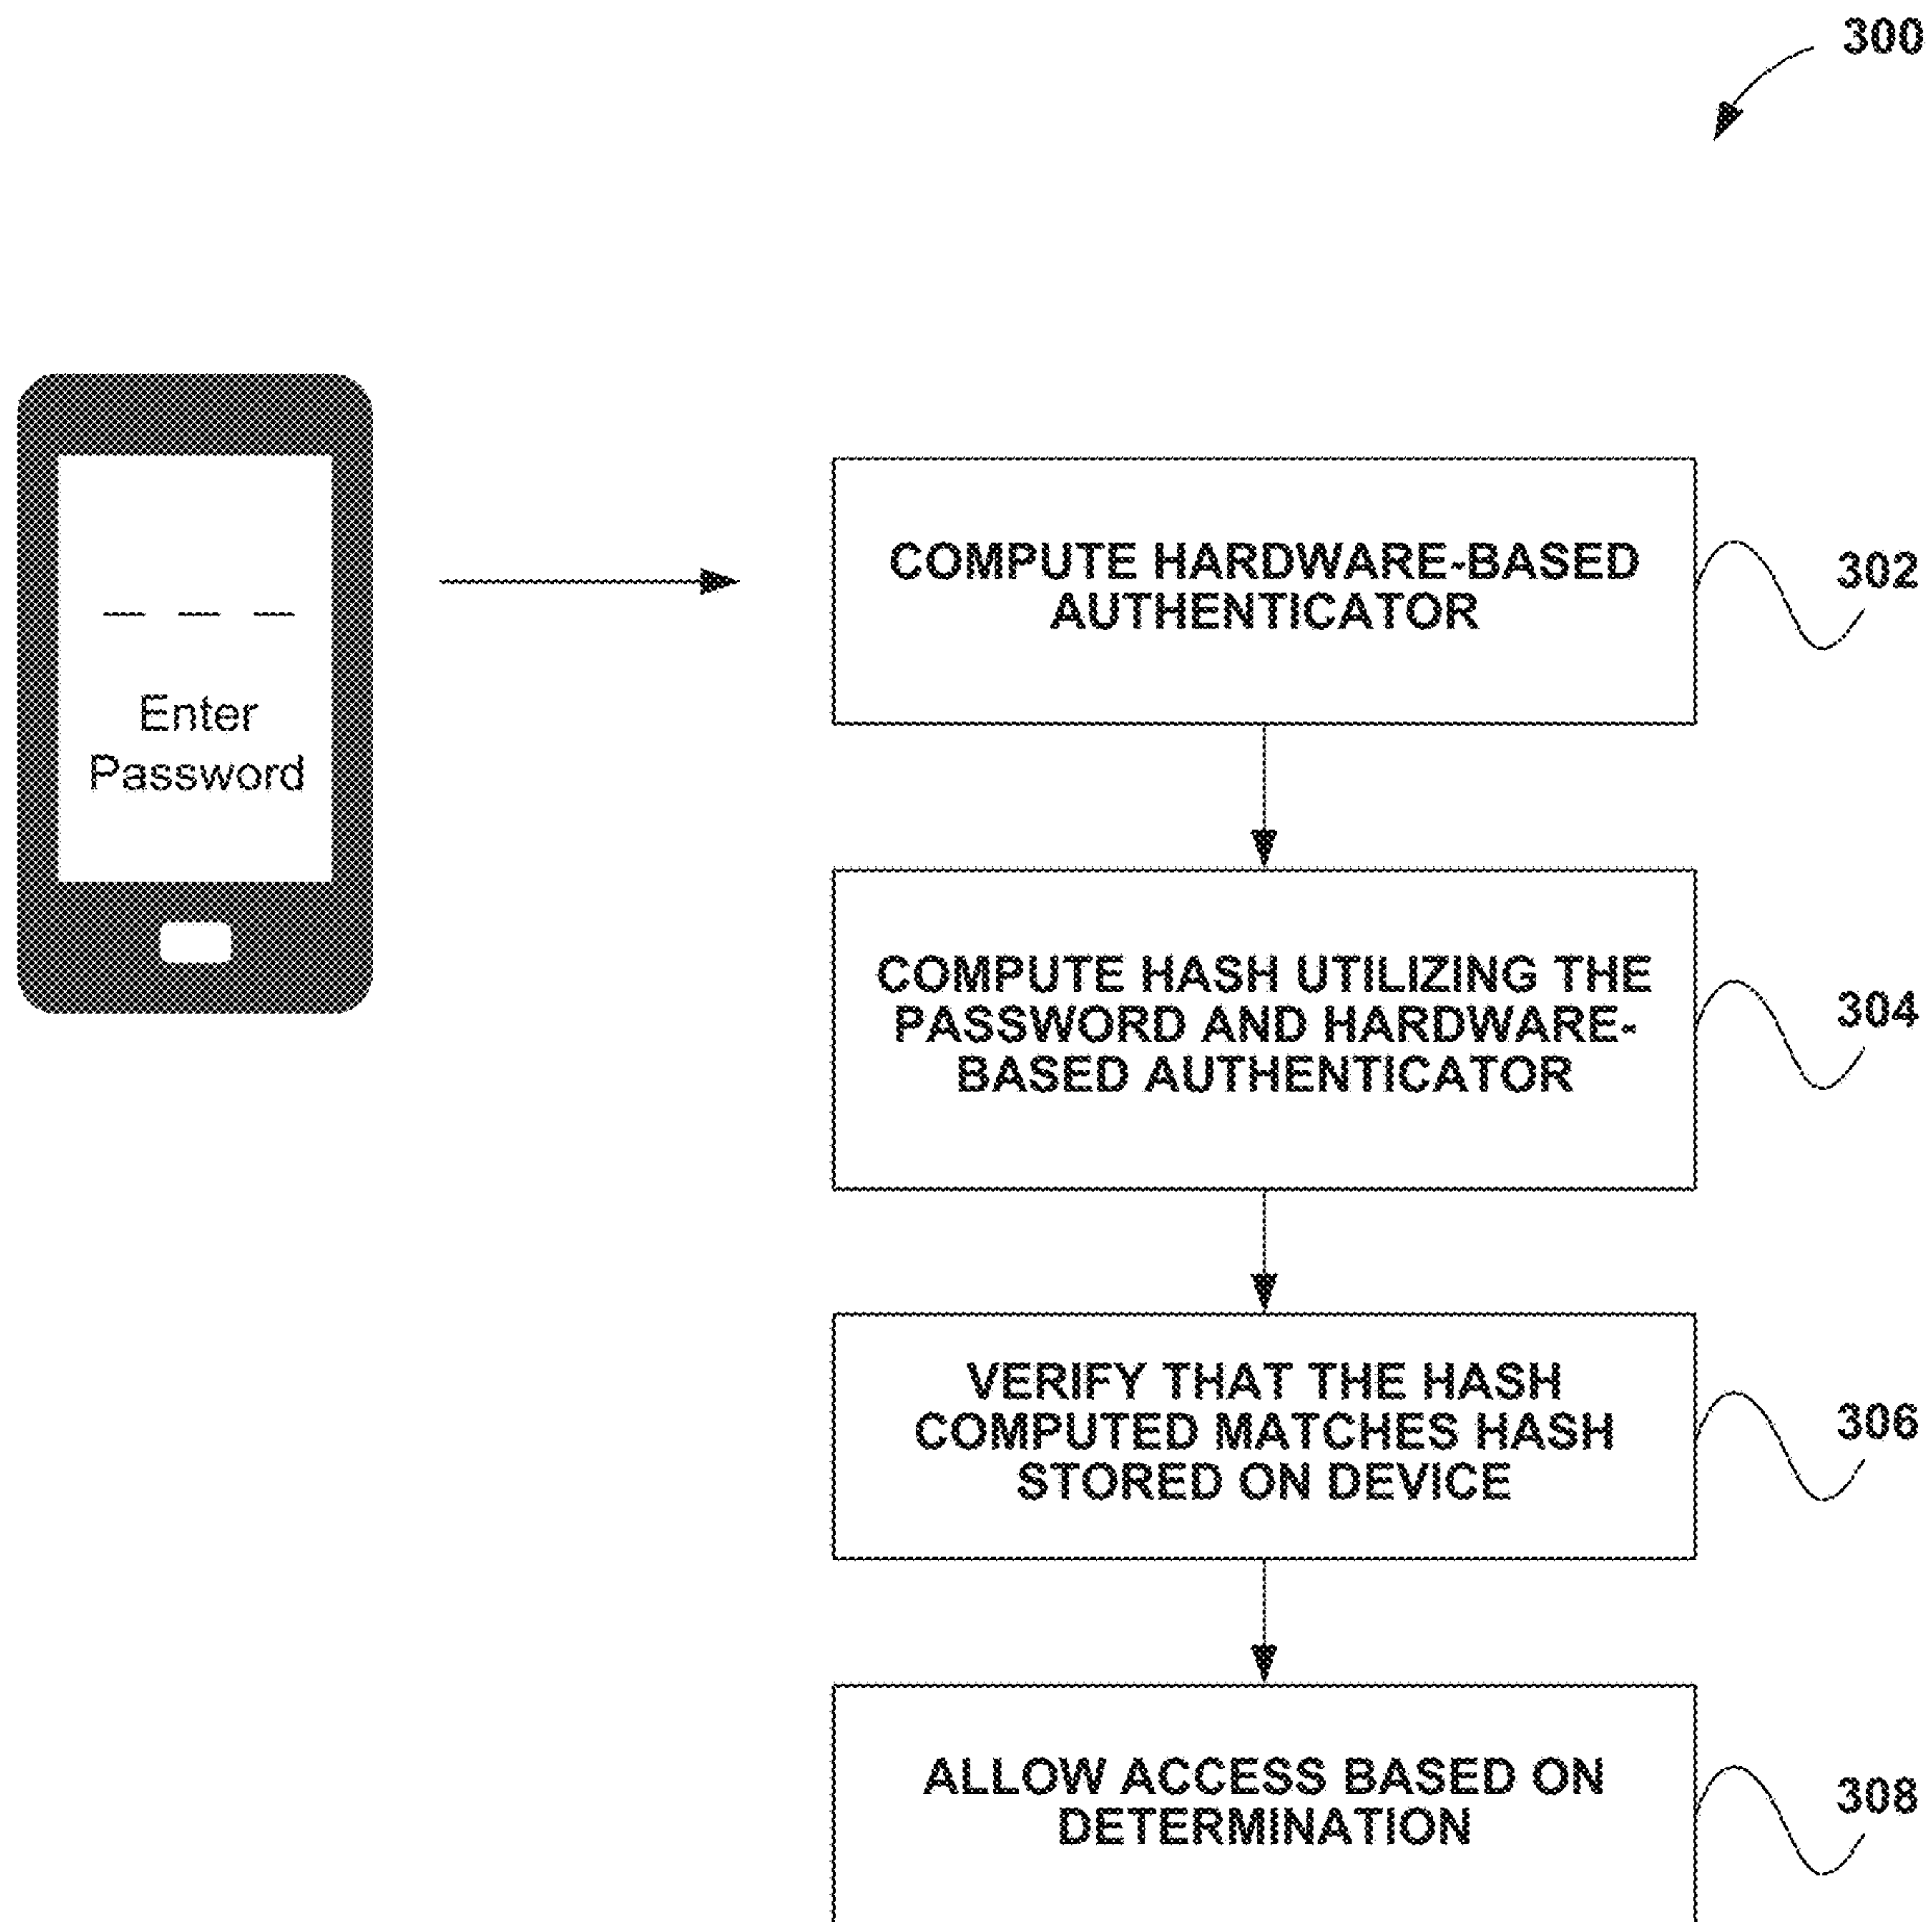 300
Enter
Password
COMPUTE HARDWARE-BASED
AUTHENTICATOR
302
COMPUTE HASH UTILIZING THE
PASSWORD AND HARDWARE-
BASED AUTHENTICATOR
304
VERIFY THAT THE HASH
COMPUTED MATCHES HASH
STORED ON DEVICE
306
ALLOW ACCESS BASED ON
DETERMINATION
308